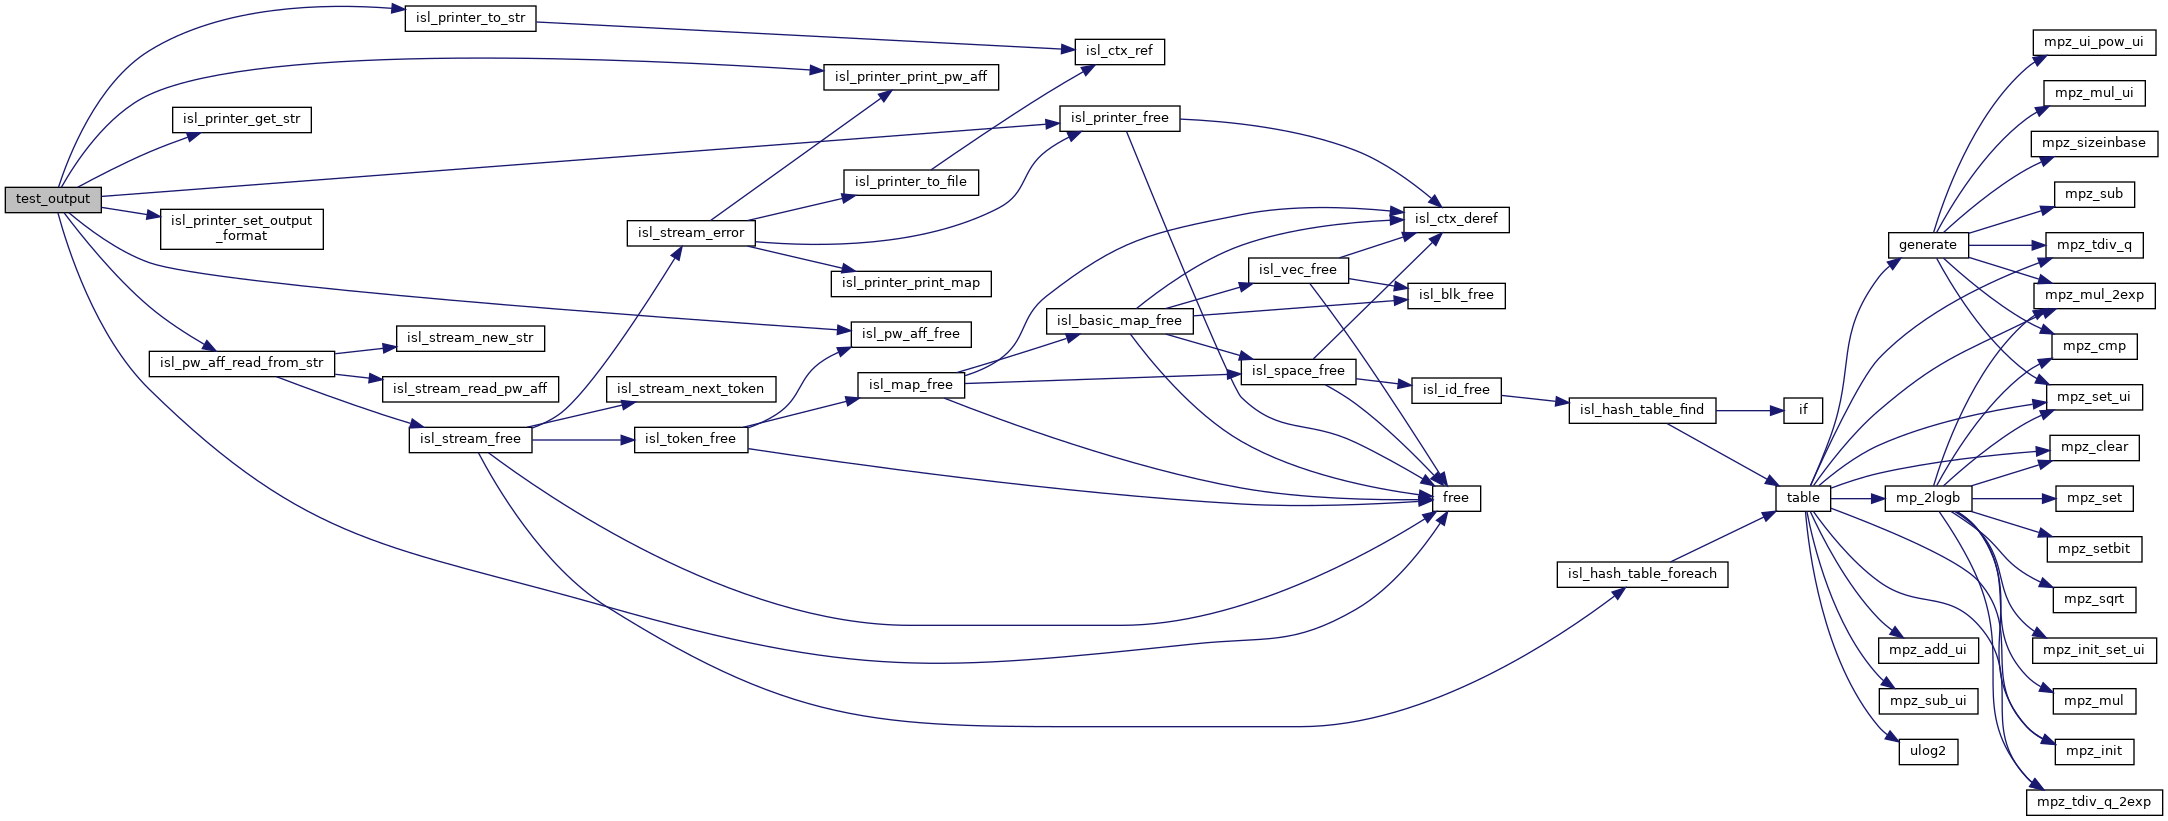 test_output
isl_printer_to_str
isl_ctx_ref
isl_printer_print_pw_aff
isl_printer_get_str
isl_printer_free
isl_printer_to_file
isl_printer_set_output
_format
isl_stream_error
isl_ctx_deref
isl_vec_free
isl_printer_print_map
isl_blk_free
isl_basic_map_free
isl_pw_aff_free
isl_stream_new_str
isl_pw_aff_read_from_str
isl_space_free
isl_map_free
isl_stream_read_pw_aff
isl_stream_next_token
isl_id_free
isl_hash_table_find
if
isl_stream_free
isl_token_free
free
table
isl_hash_table_foreach
generate
mp_2logb
mpz_add_ui
mpz_sub_ui
ulog2
mpz_ui_pow_ui
mpz_mul_ui
mpz_sizeinbase
mpz_sub
mpz_tdiv_q
mpz_mul_2exp
mpz_cmp
mpz_set_ui
mpz_clear
mpz_set
mpz_setbit
mpz_sqrt
mpz_init_set_ui
mpz_mul
mpz_init
mpz_tdiv_q_2exp